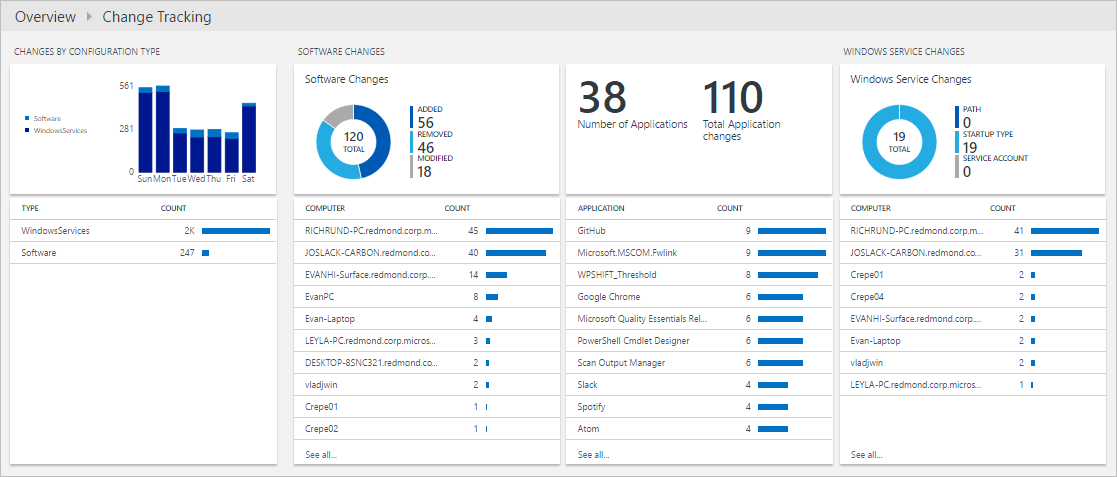 Overview Change Tracking
CHANGES BY CONFIGURATION TYPE
561
281
0
Software
WindowsServices
Sun Mon Tue Wed Thu Fri Sat
TYPE COUNT
WindowsServices 2K
Software 247
SOFTWARE CHANGES
Software Changes
120
TOTAL
ADDED
56
REMOVED
46
MODIFIED
18
38
Number of Applications
110
Total Application
changes
COMPUTER COUNT
RICHRUND-PC.redmond.corp.m... 45
JOSLACK-CARBON.redmond.co... 40
EVANHI-Surface.redmond.corp.... 14
EvanPC 8
Evan-Laptop 4
LEYLA-PC.redmond.corp.micros... 3
DESKTOP-8SNC321.redmond.co... 2
vladjwin 2
Crepe01 1
Crepe02 1
See all...
APPLICATION COUNT
GitHub 9
Microsoft.MSCOM.Fwlink 9
WPSHIFT_Threshold 8
Google Chrome 6
Microsoft Quality Essentials Rel... 6
PowerShell Cmdlet Designer 6
Scan Output Manager 6
Slack 4
Spotify 4
Atom 4
See all...
WINDOWS SERVICE CHANGES
Windows Service Changes
19
TOTAL
PATH
0
STARTUP TYPE
19
SERVICE ACCOUNT
0
COMPUTER COUNT
RICHRUND-PC.redmond.corp.m... 41
JOSLACK-CARBON.redmond.co... 31
Crepe01 2
Crepe04 2
EVANHI-Surface.redmond.corp.... 2
Evan-Laptop 2
vladjwin 2
LEYLA-PC.redmond.corp.micros... 1
See all...